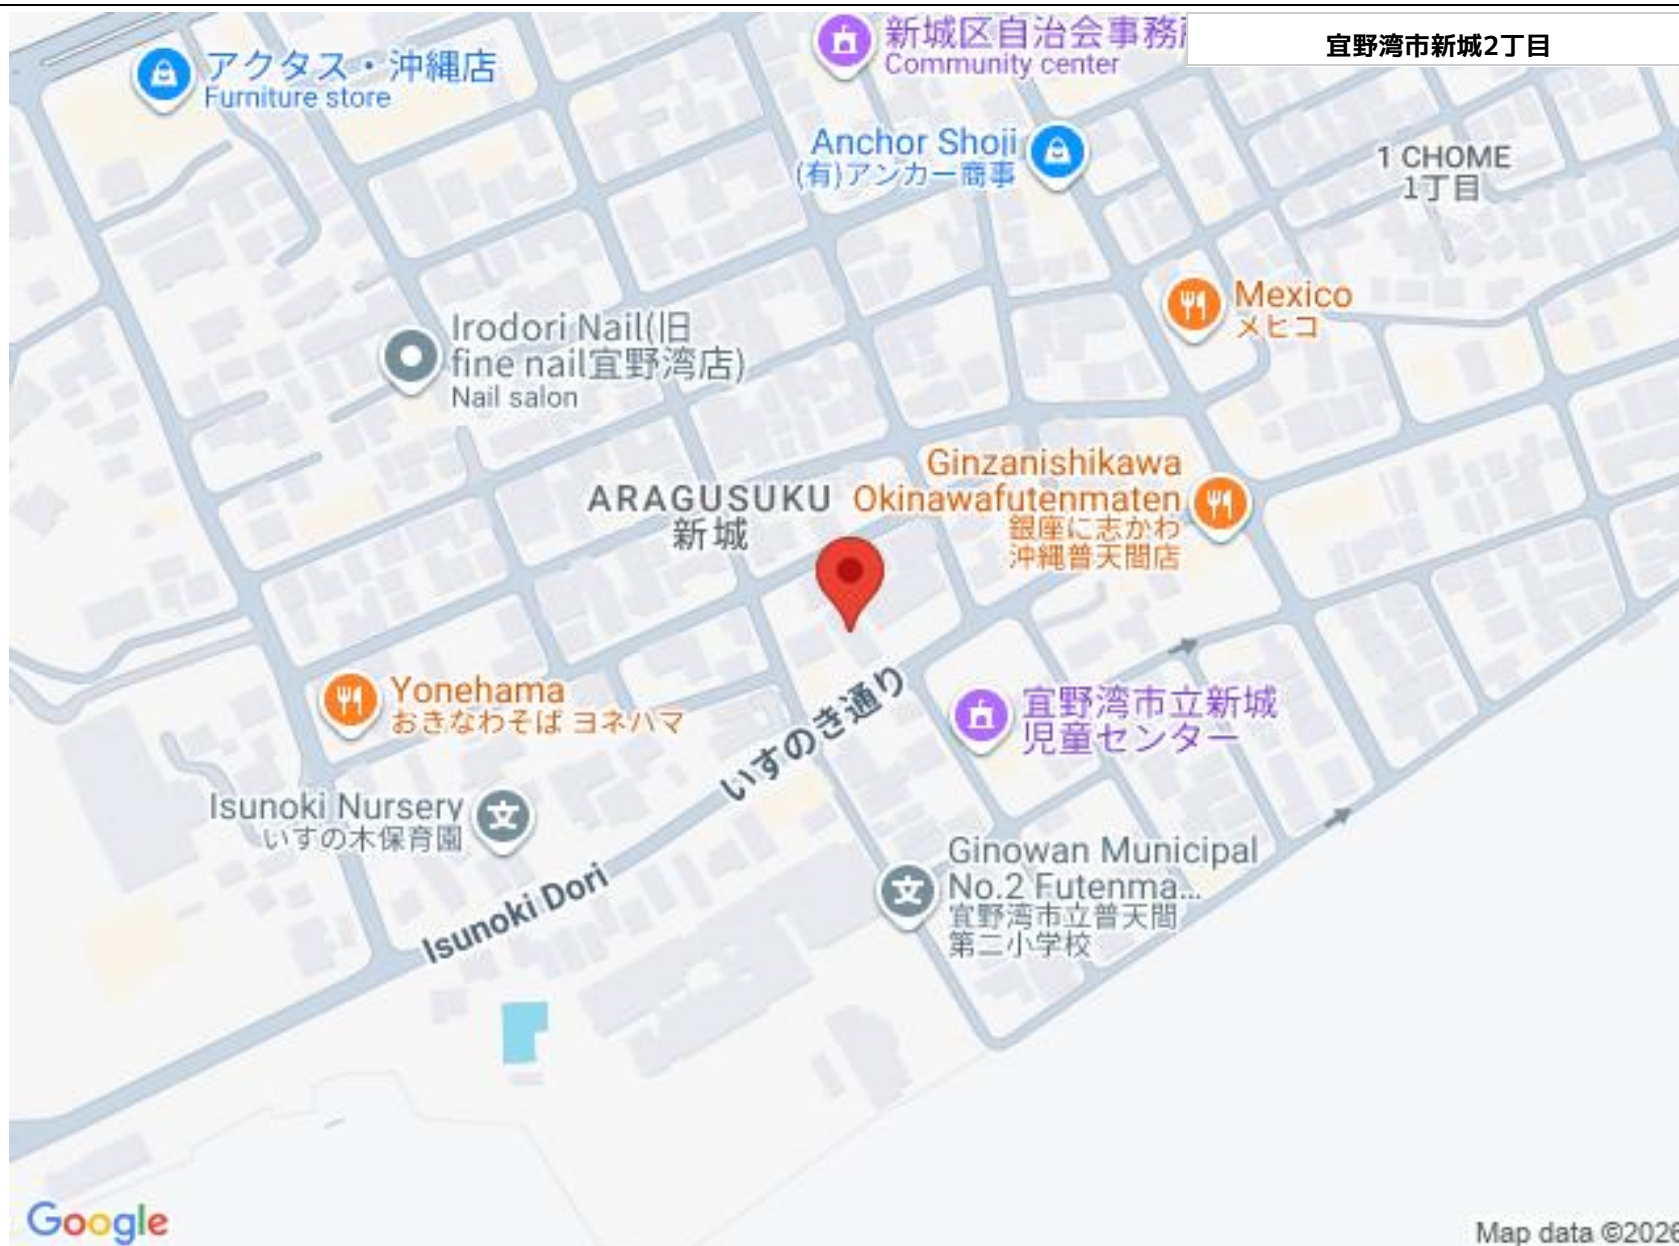 アクタス・沖縄店
Furniture store
新城区自治会事務
Community center
宜野湾市新城2丁目
Anchor Shoji
(有)アンカー商事
1 CHOME
1丁目
Mexico
メヒコ
Irodori Nail(旧
fine nail宜野湾店)
Nail salon
Ginzanishikawa
Okinawafutenmaten
銀座に志かわ
沖縄普天間店
ARAGUSUKU
新城
Yonehama
おきなわそば ヨネハマ
いすのき通り
宜野湾市立新城
児童センター
Isunoki Nursery
いすの木保育園
Isunoki Dori
Ginowan Municipal
No.2 Futenma...
宜野湾市立普天間
第二小学校
Google
Map data ©2026